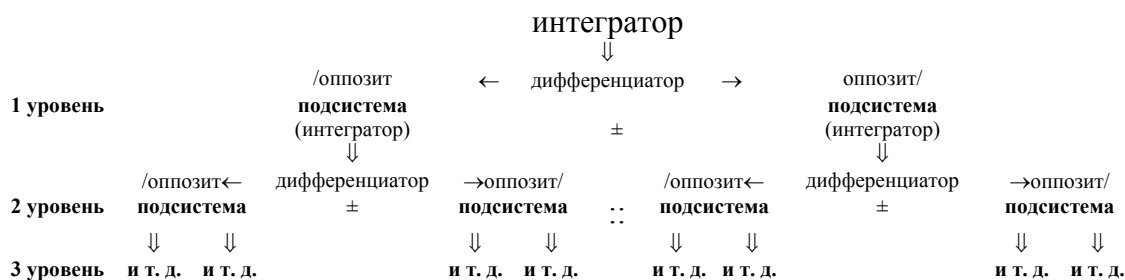 интегратор
⇓
/оппозит ← дифференциатор → оппозит/
1 уровень подсистема подсистема
(интегратор) ± (интегратор)
⇓ ⇓
/оппозит← дифференциатор →оппозит/ /оппозит← дифференциатор →оппозит/
2 уровень подсистема ± подсистема :: подсистема ± подсистема
⇓ ⇓ ⇓ ⇓ ⇓ ⇓ ⇓ ⇓
3 уровень и т. д. и т. д. и т. д. и т. д. и т. д. и т. д. и т. д. и т. д.